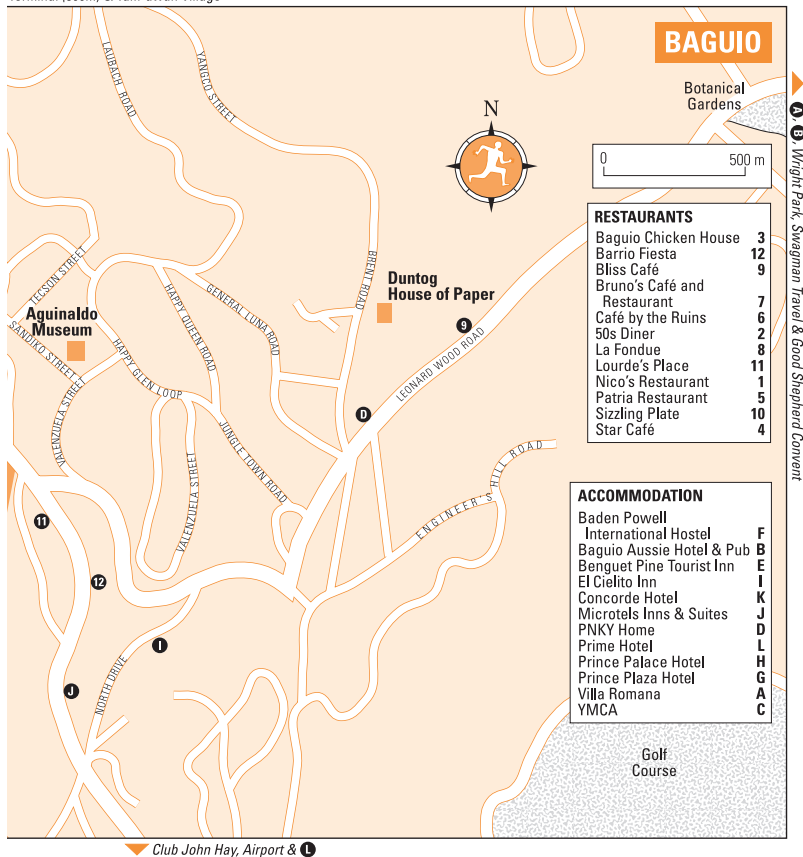 BAGUIO
Botanical
Gardens
N
0 500 m
A, B, Wright Park, Swagman Travel & Good Shepherd Convent
RESTAURANTS
Baguio Chicken House 3
Barrio Fiesta 12
Bliss Café 9
Bruno's Café and
Restaurant 7
Café by the Ruins 6
50s Diner 2
La Fondue 8
Lourde's Place 11
Nico's Restaurant 1
Patria Restaurant 5
Sizzling Plate 10
Star Café 4
ACCOMMODATION
Baden Powell
International Hostel F
Baguio Aussie Hotel & Pub B
Benguet Pine Tourist Inn E
El Cielito Inn I
Concorde Hotel K
Microtels Inns & Suites J
PNKY Home D
Prime Hotel L
Prince Palace Hotel H
Prince Plaza Hotel G
Villa Romana A
YMCA C
LAUBACH ROAD
YANGCO STREET
TECSON STREET
SANDIKO STREET
Aguinaldo
Museum
HAPPY QUEEN ROAD
GENERAL LUNA ROAD
BRENT ROAD
Duntog
House of Paper
9
LEONARD WOOD ROAD
HAPPY GLEN LOOP
VALENZUELA STREET
D
JUNGLE TOWN ROAD
VALENZUELA STREET
ENGINEER'S HILL ROAD
11
12
I
J
NORTH DRIVE
Golf
Course
Club John Hay, Airport & L